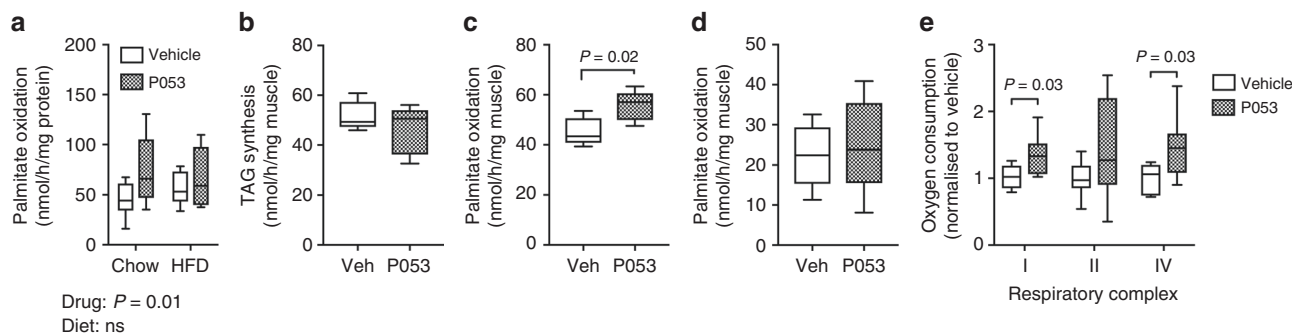 a
Palmitate oxidation
(nmol/h/mg protein)
200
150
100
50
0
Vehicle
P053
Chow HFD
Drug: P = 0.01
Diet: ns
b
TAG synthesis
(nmol/h/mg muscle)
80
60
40
20
0
Veh P053
c
Palmitate oxidation
(nmol/h/mg muscle)
80
60
40
20
0
P = 0.02
Veh P053
d
Palmitate oxidation
(nmol/h/mg muscle)
50
40
30
20
10
0
Veh P053
e
Oxygen consumption
(normalised to vehicle)
3
2
1
0
P = 0.03
P = 0.03
Vehicle
P053
I II IV
Respiratory complex